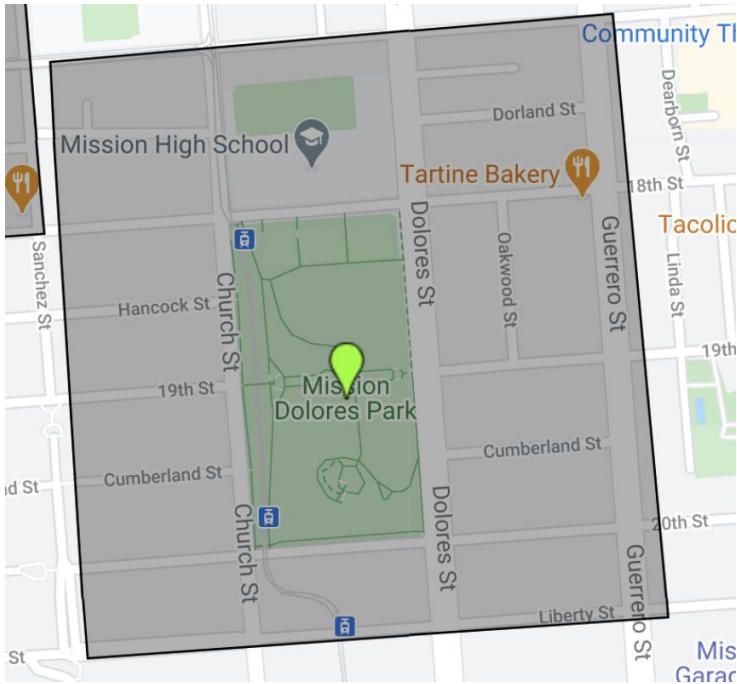 Community Th
Dearborn St
Dorland St
Mission High School
Tartine Bakery
18th St
Dolores St
Oakwood St
Guerrero St
Tacolic
Linda St
Sanchez St
Church St
Hancock St
19th
19th St
Mission
Dolores Park
Cumberland St
Cumberland St
nd St
Dolores St
Church St
20th St
Guerrero St
Liberty St
St
Mis
Garag